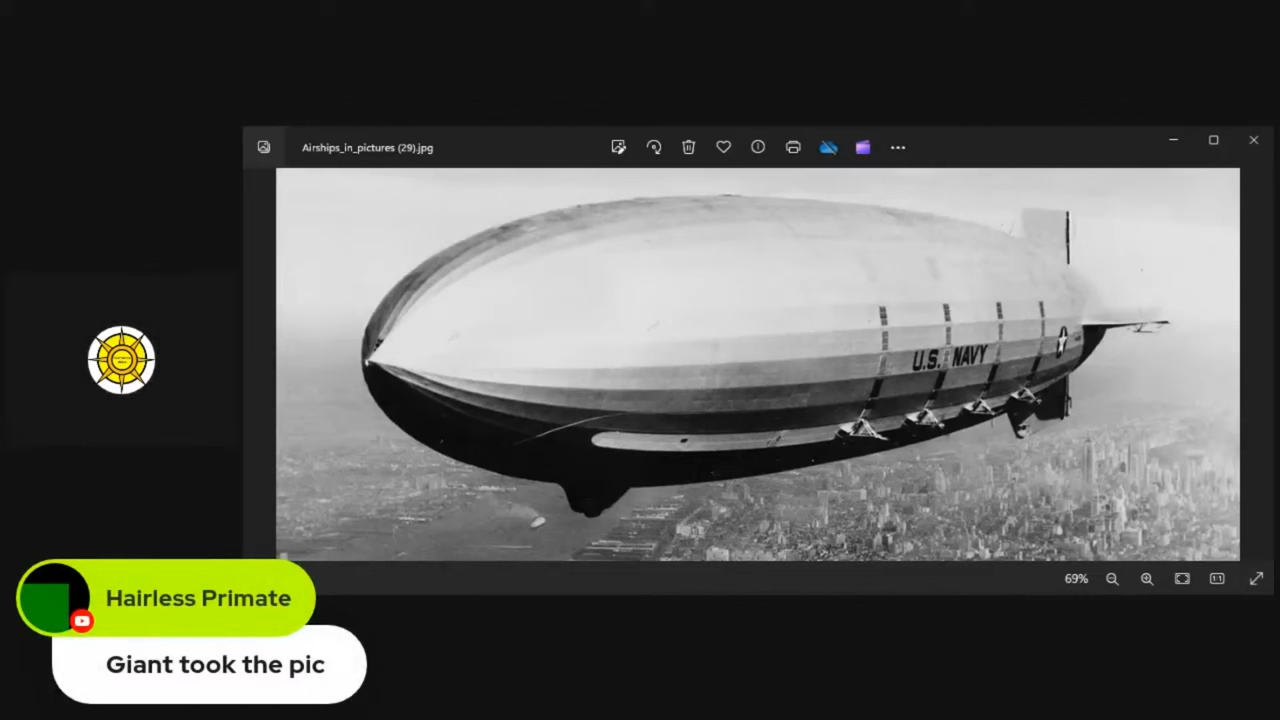 Airships_in_pictures (29).jpg
U.S. NAVY
69%
Hairless Primate
Giant took the pic